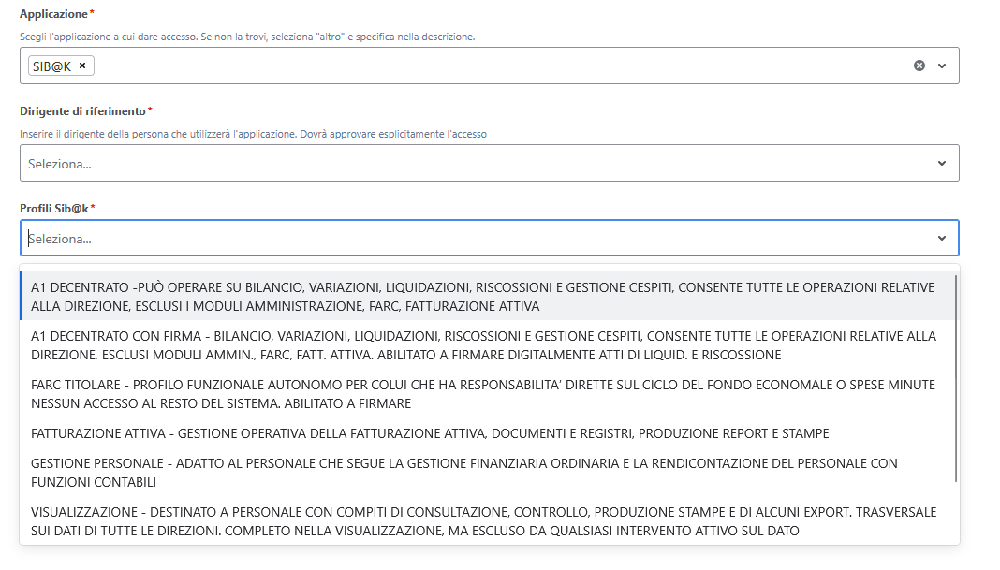 Applicazione*
Scegli l'applicazione a cui dare accesso. Se non la trovi, seleziona "altro" e specifica nella descrizione.
SIB@K ×
Dirigente di riferimento*
Inserire il dirigente della persona che utilizzerà l'applicazione. Dovrà approvare esplicitamente l'accesso
Seleziona...
Profili Sib@k*
Seleziona...
A1 DECENTRATO -PUÒ OPERARE SU BILANCIO, VARIAZIONI, LIQUIDAZIONI, RISCOSSIONI E GESTIONE CESPITI, CONSENTE TUTTE LE OPERAZIONI RELATIVE
ALLA DIREZIONE, ESCLUSI I MODULI AMMINISTRAZIONE, FARC, FATTURAZIONE ATTIVA
A1 DECENTRATO CON FIRMA - BILANCIO, VARIAZIONI, LIQUIDAZIONI, RISCOSSIONI E GESTIONE CESPITI, CONSENTE TUTTE LE OPERAZIONI RELATIVE ALLA
DIREZIONE, ESCLUSI MODULI AMMIN., FARC, FATT. ATTIVA. ABILITATO A FIRMARE DIGITALMENTE ATTI DI LIQUID. E RISCOSSIONE
FARC TITOLARE - PROFILO FUNZIONALE AUTONOMO PER COLUI CHE HA RESPONSABILITA’ DIRETTE SUL CICLO DEL FONDO ECONOMALE O SPESE MINUTE
NESSUN ACCESSO AL RESTO DEL SISTEMA. ABILITATO A FIRMARE
FATTURAZIONE ATTIVA - GESTIONE OPERATIVA DELLA FATTURAZIONE ATTIVA, DOCUMENTI E REGISTRI, PRODUZIONE REPORT E STAMPE
GESTIONE PERSONALE - ADATTO AL PERSONALE CHE SEGUE LA GESTIONE FINANZIARIA ORDINARIA E LA RENDICONTAZIONE DEL PERSONALE CON
FUNZIONI CONTABILI
VISUALIZZAZIONE - DESTINATO A PERSONALE CON COMPITI DI CONSULTAZIONE, CONTROLLO, PRODUZIONE STAMPE E DI ALCUNI EXPORT. TRASVERSALE
SUI DATI DI TUTTE LE DIREZIONI. COMPLETO NELLA VISUALIZZAZIONE, MA ESCLUSO DA QUALSIASI INTERVENTO ATTIVO SUL DATO